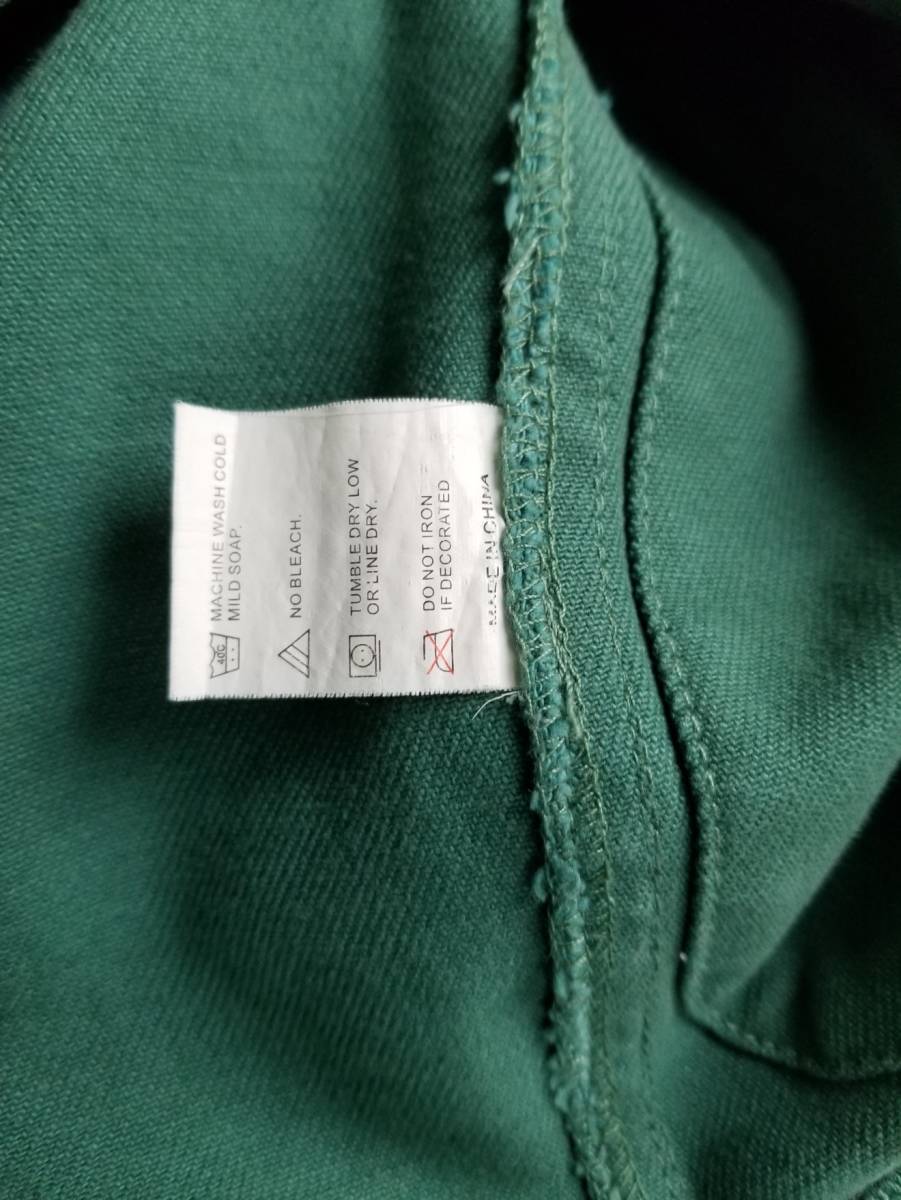 40C
MACHINE WASH COLD
MILD SOAP.
NO BLEACH.
TUMBLE DRY LOW
OR LINE DRY.
DO NOT IRON
IF DECORATED
MADE IN CHINA